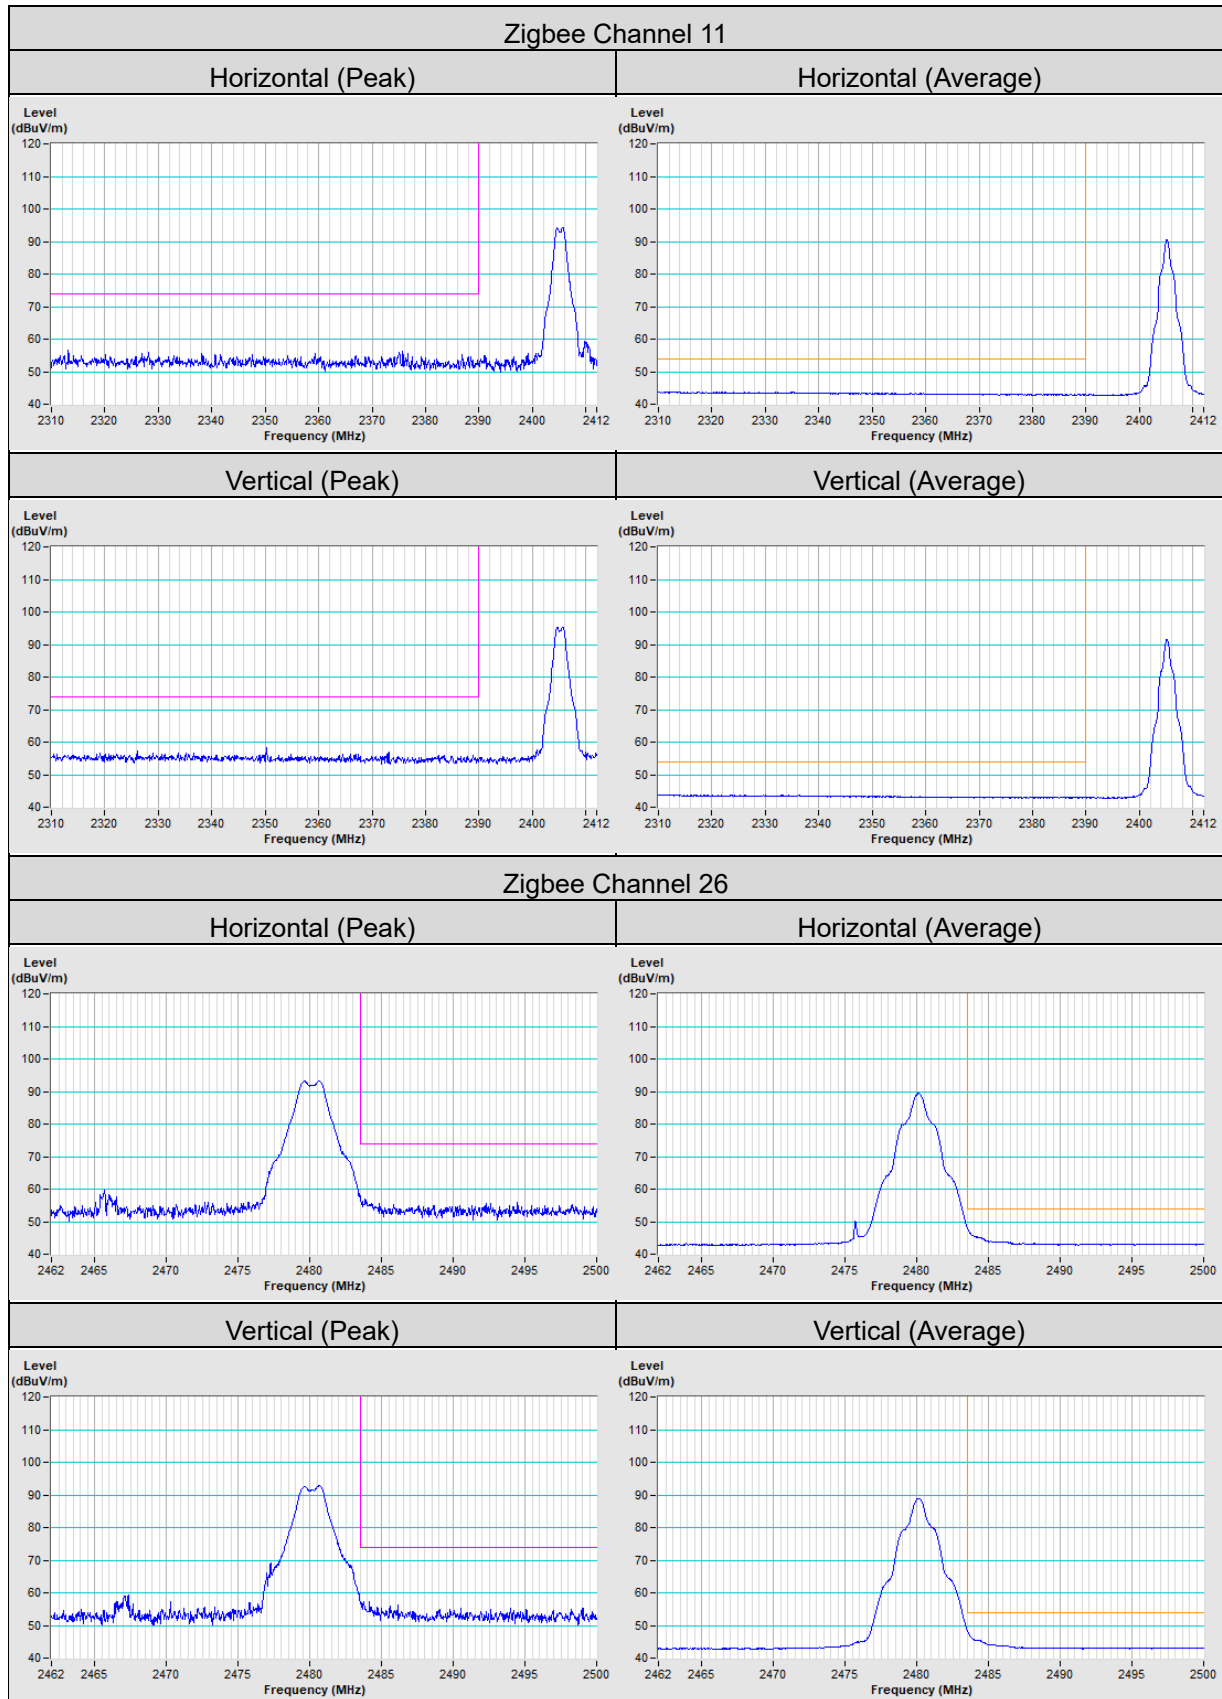 Zigbee Channel 11
Horizontal (Peak) Horizontal (Average)
Level Level
(dBuV/m) (dBuV/m)
120 120
110 110
100 100
90 90
80 80
70 70
60 60
50 50
40 40
2310 2320 2330 2340 2350 2360 2370 2380 2390 2400 2412 2310 2320 2330 2340 2350 2360 2370 2380 2390 2400 2412
Frequency (MHz) Frequency (MHz)
Vertical (Peak) Vertical (Average)
Level Level
(dBuV/m) (dBuV/m)
120 120
110 110
100 100
90 90
80 80
70 70
60 60
50 50
40 40
2310 2320 2330 2340 2350 2360 2370 2380 2390 2400 2412 2310 2320 2330 2340 2350 2360 2370 2380 2390 2400 2412
Frequency (MHz) Frequency (MHz)
Zigbee Channel 26
Horizontal (Peak) Horizontal (Average)
Level Level
(dBuV/m) (dBuV/m)
120 120
110 110
100 100
90 90
80 80
70 70
60 60
50 50
40 40
2462 2465 2470 2475 2480 2485 2490 2495 2500 2462 2465 2470 2475 2480 2485 2490 2495 2500
Frequency (MHz) Frequency (MHz)
Vertical (Peak) Vertical (Average)
Level Level
(dBuV/m) (dBuV/m)
120 120
110 110
100 100
90 90
80 80
70 70
60 60
50 50
40 40
2462 2465 2470 2475 2480 2485 2490 2495 2500 2462 2465 2470 2475 2480 2485 2490 2495 2500
Frequency (MHz) Frequency (MHz)